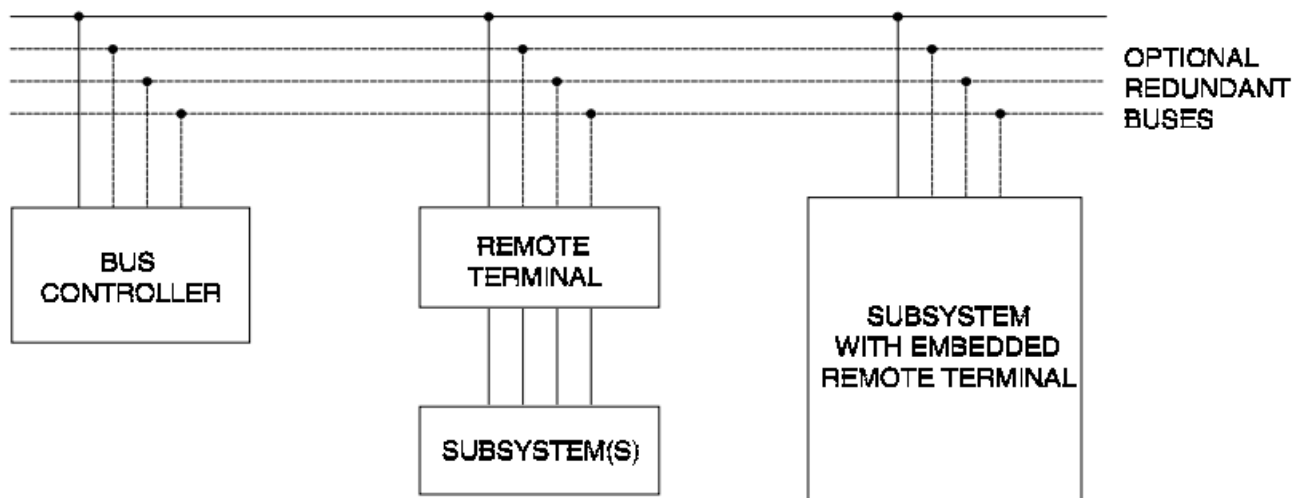 OPTIONAL
REDUNDANT
BUSES
BUS
CONTROLLER
REMOTE
TERMINAL
SUBSYSTEM(S)
SUBSYSTEM
WITH EMBEDDED
REMOTE TERMINAL